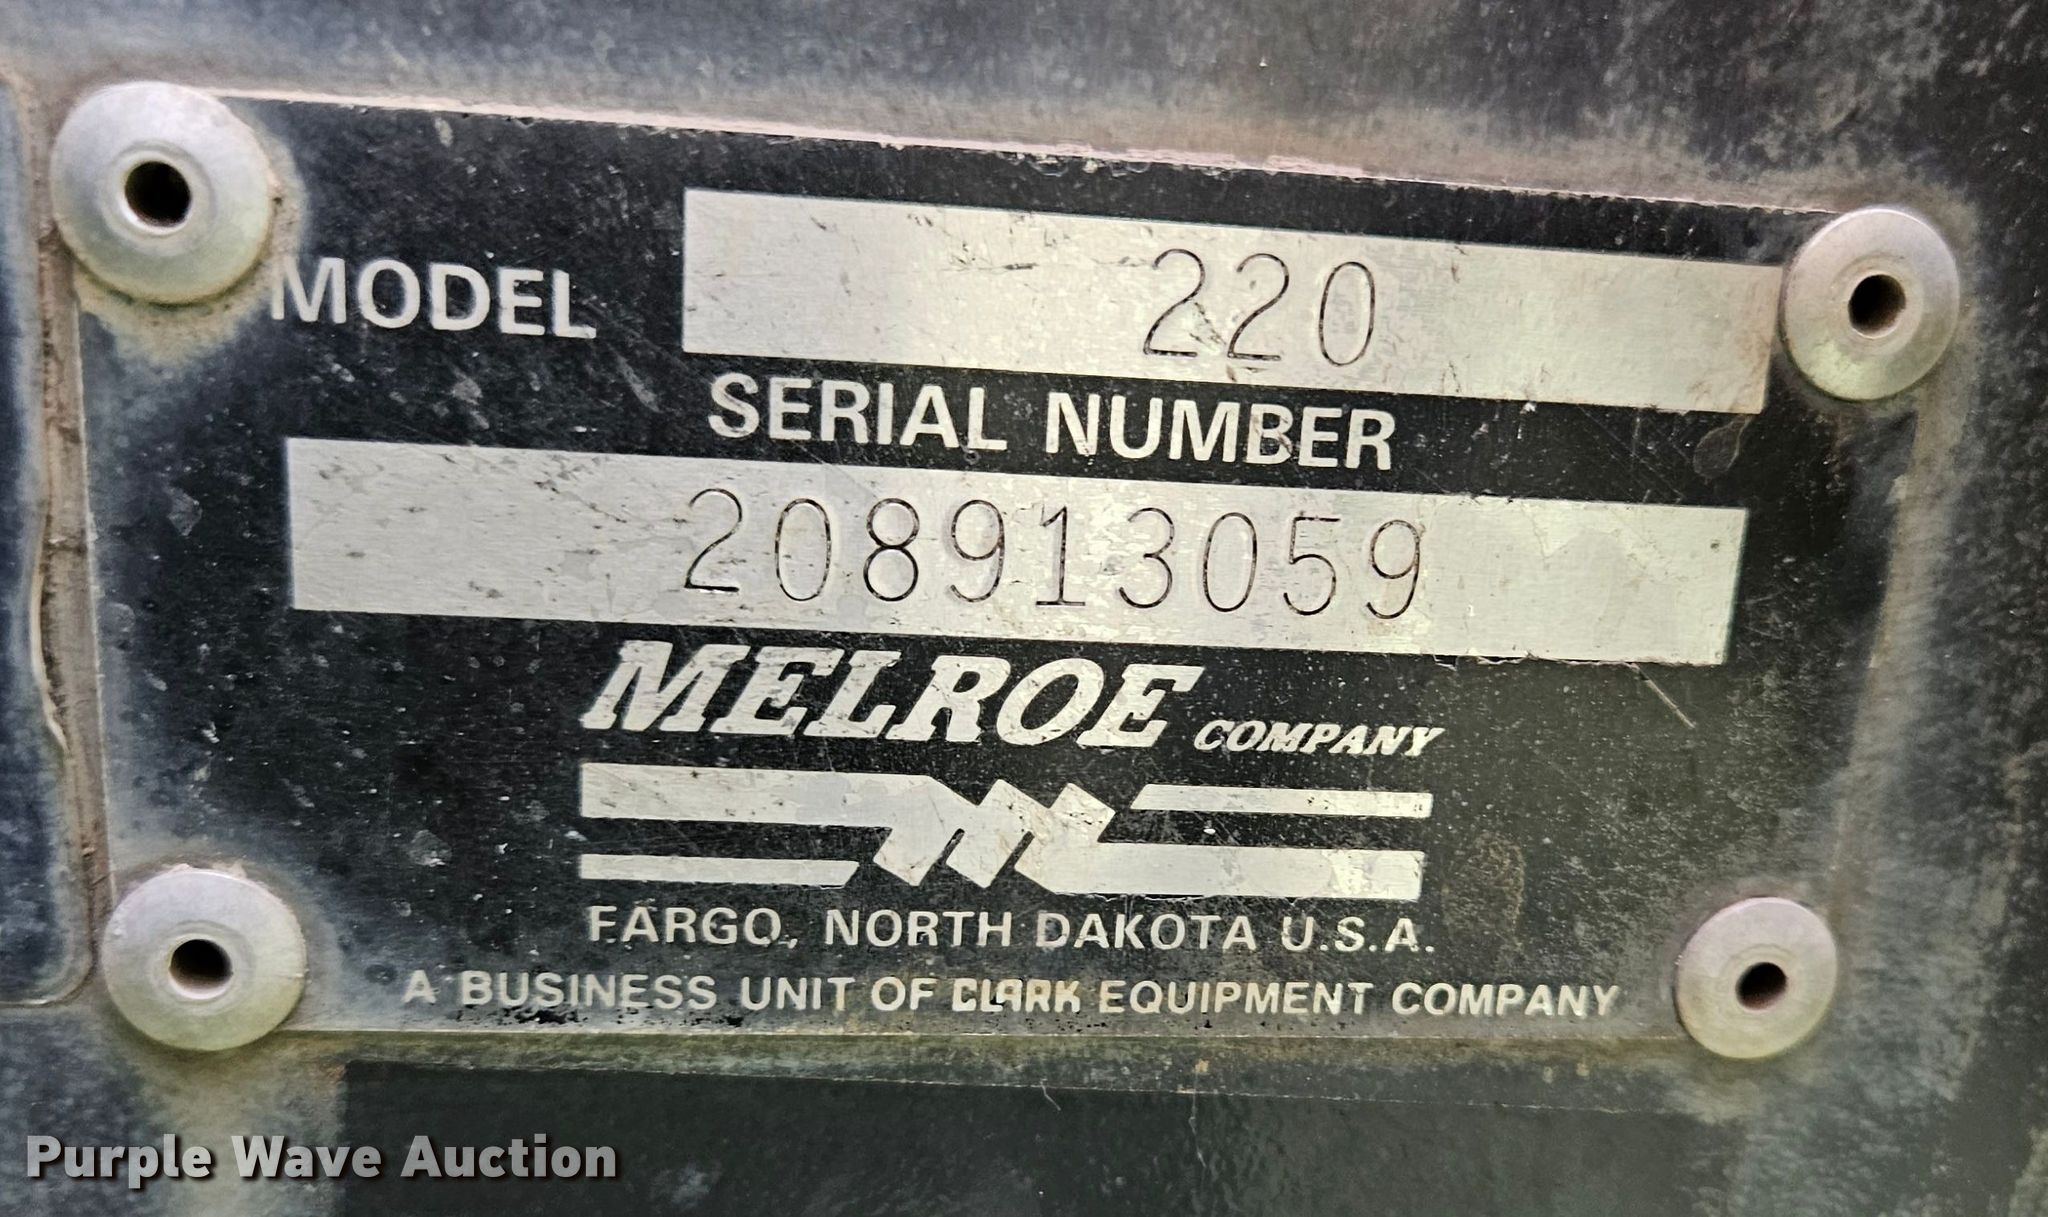 MODEL 220
SERIAL NUMBER
208913059
MELROE COMPANY
FARGO, NORTH DAKOTA U.S.A.
A BUSINESS UNIT OF CLARK EQUIPMENT COMPANY
Purple Wave Auction